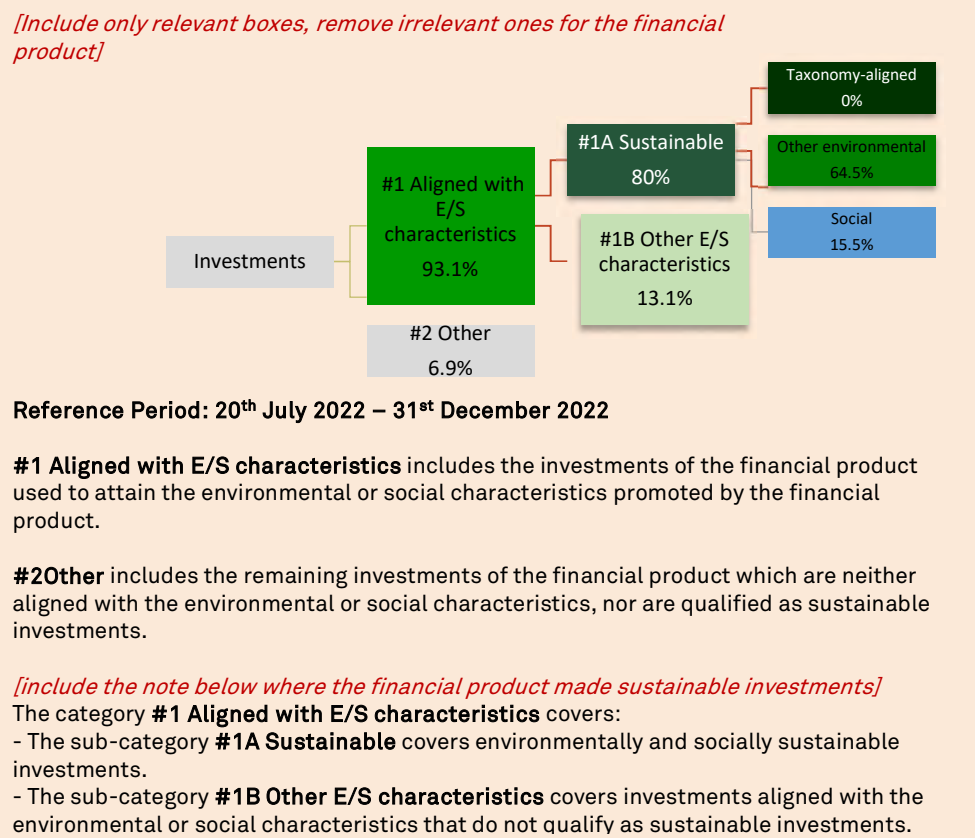 [Include only relevant boxes, remove irrelevant ones for the financial
product]
Taxonomy-aligned
0%
#1A Sustainable
80%
Other environmental
64.5%
#1 Aligned with
E/S
characteristics
93.1%
Social
15.5%
#1B Other E/S
characteristics
13.1%
Investments
#2 Other
6.9%
Reference Period: 20th July 2022 – 31st December 2022
#1 Aligned with E/S characteristics includes the investments of the financial product
used to attain the environmental or social characteristics promoted by the financial
product.
#2Other includes the remaining investments of the financial product which are neither
aligned with the environmental or social characteristics, nor are qualified as sustainable
investments.
[include the note below where the financial product made sustainable investments]
The category #1 Aligned with E/S characteristics covers:
- The sub-category #1A Sustainable covers environmentally and socially sustainable
investments.
- The sub-category #1B Other E/S characteristics covers investments aligned with the
environmental or social characteristics that do not qualify as sustainable investments.